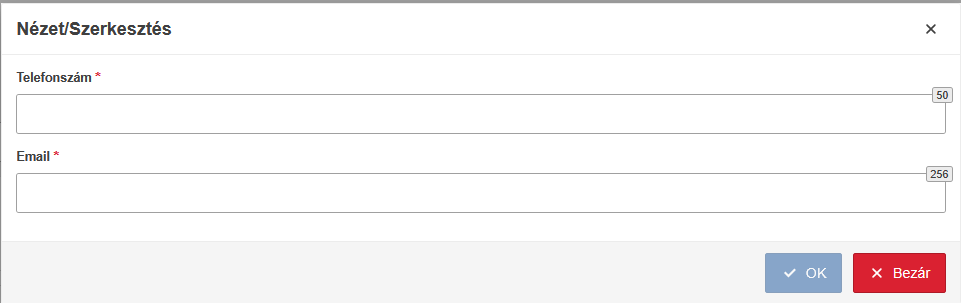 Nézet/Szerkesztés
Telefonszám *
50
Email *
256
OK Bezár